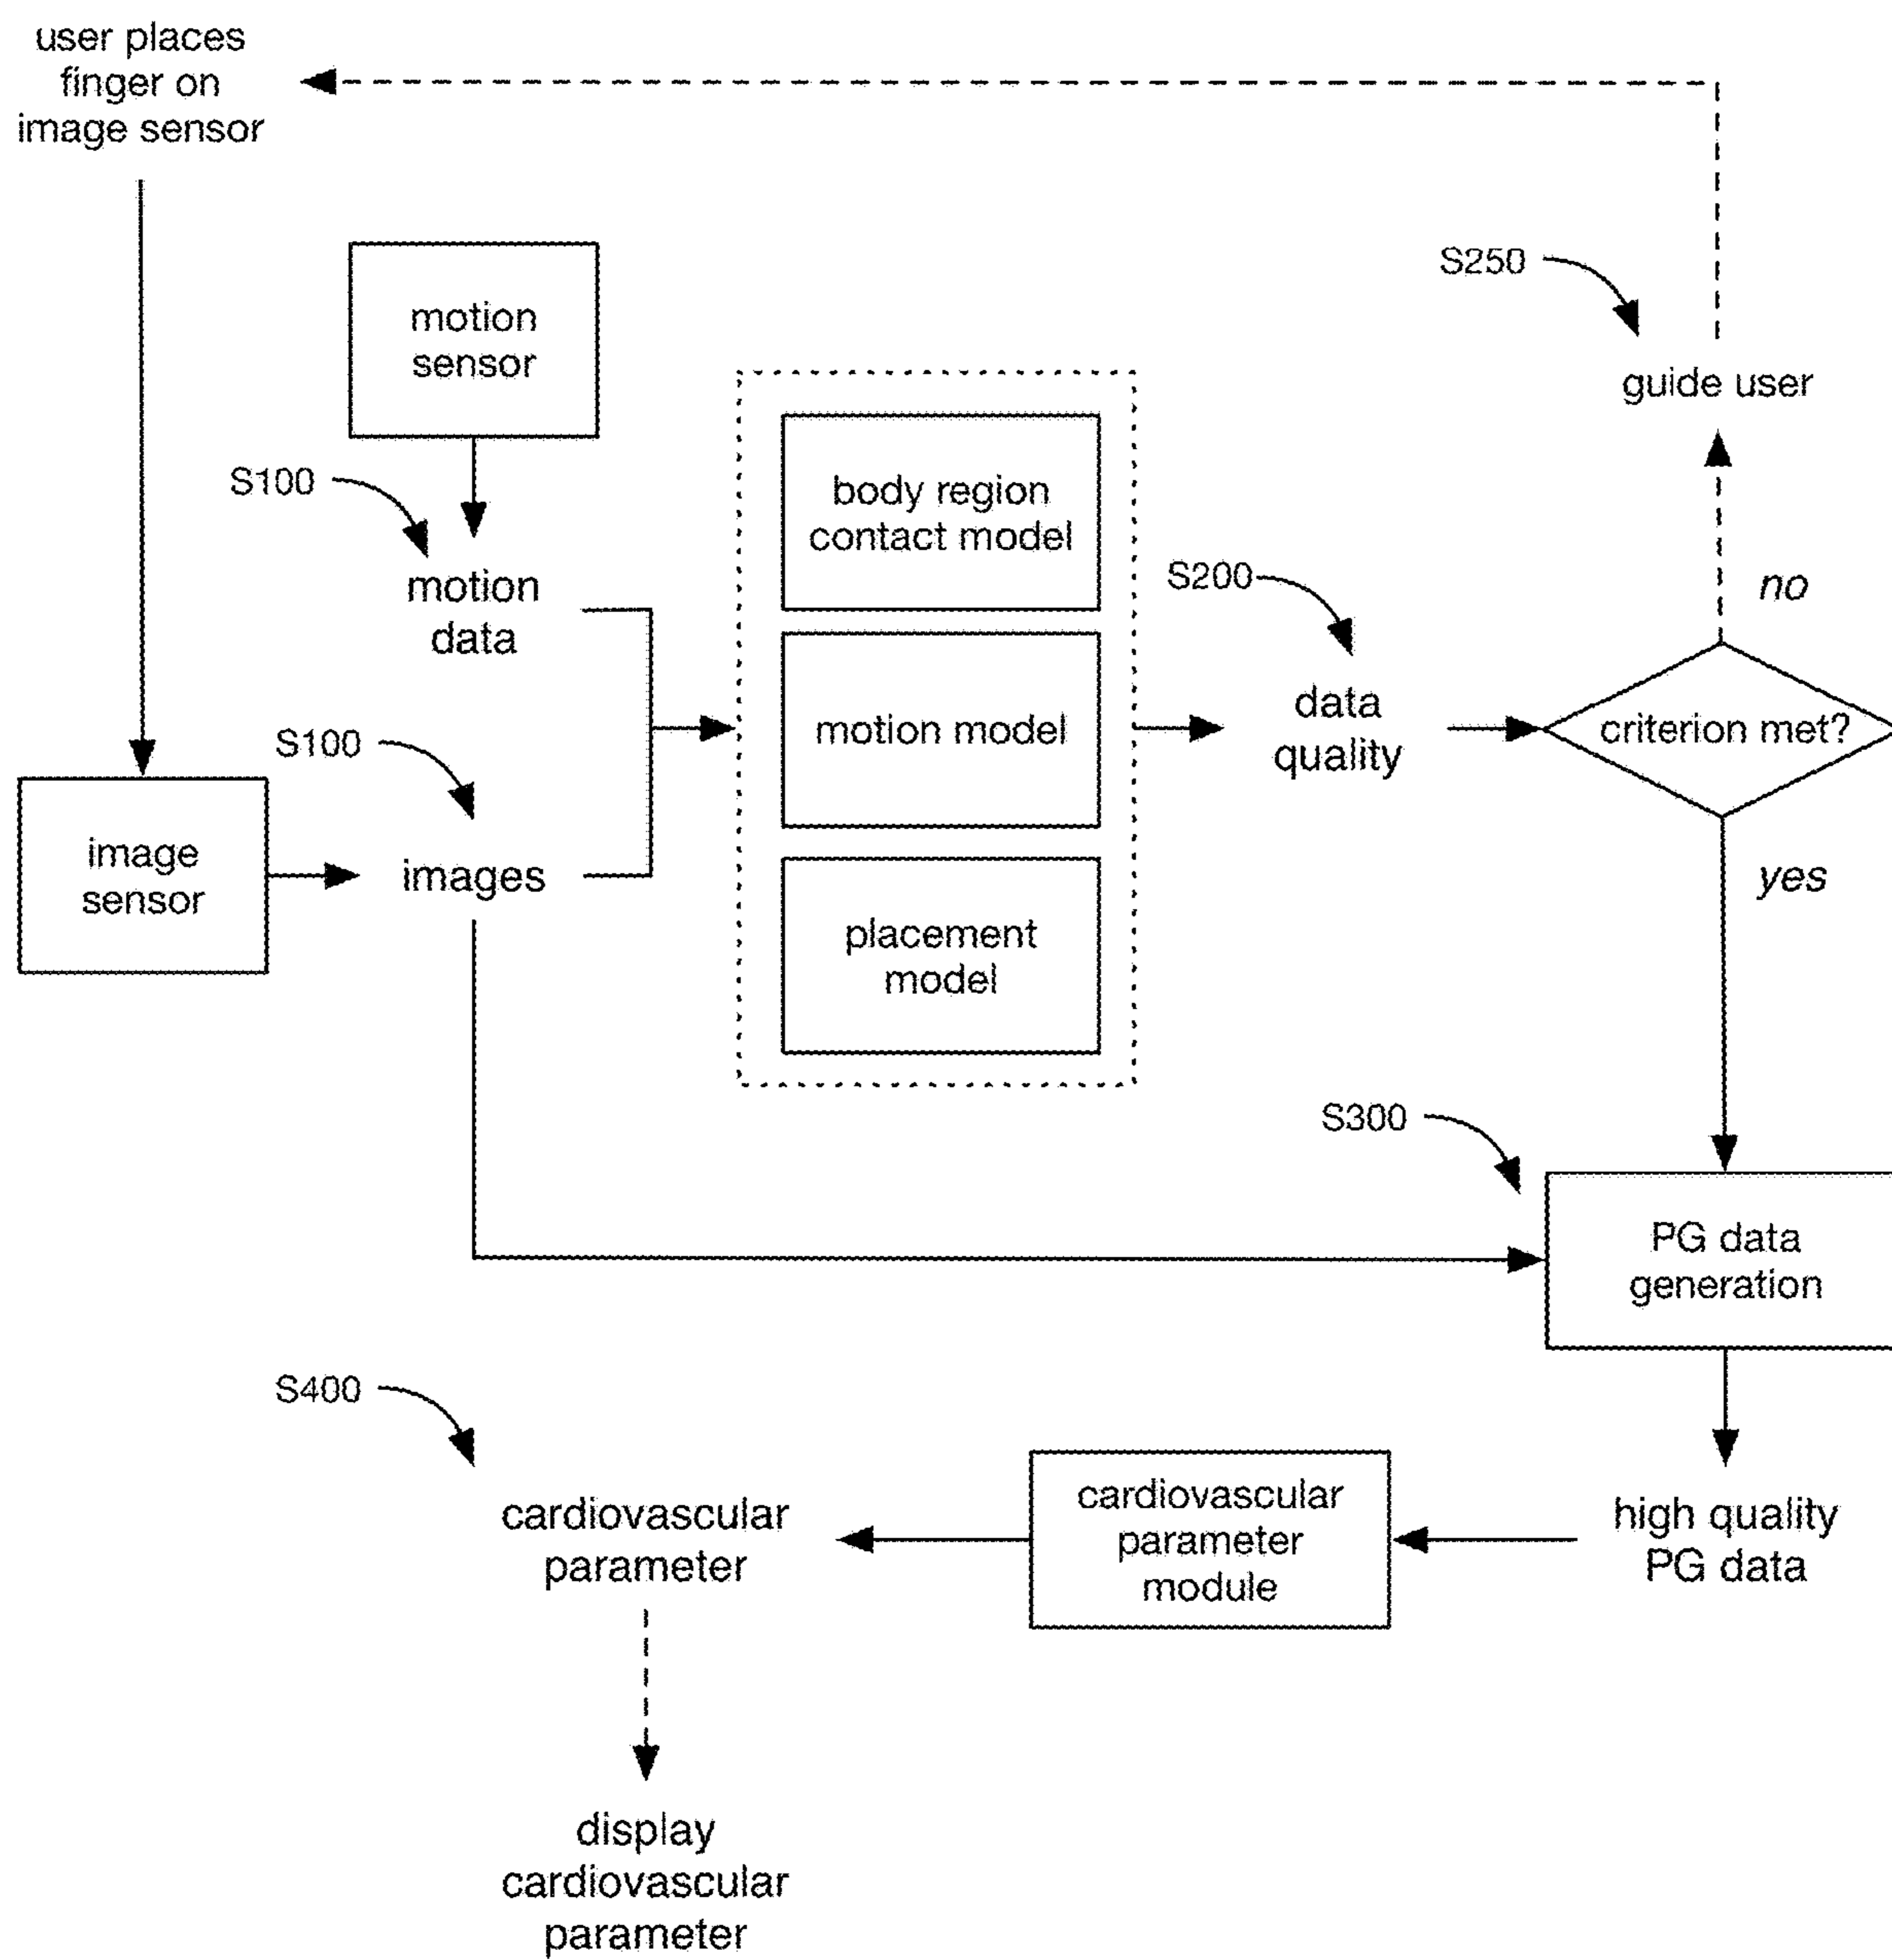 user places
finger on
image sensor
motion
sensor
S250
guide user
S100
motion
data
body region
contact model
S200
no
S100
images
image
sensor
motion model
data
quality
criterion met?
yes
placement
model
S300
PG data
generation
S400
cardiovascular
parameter
cardiovascular
parameter
module
high quality
PG data
display
cardiovascular
parameter